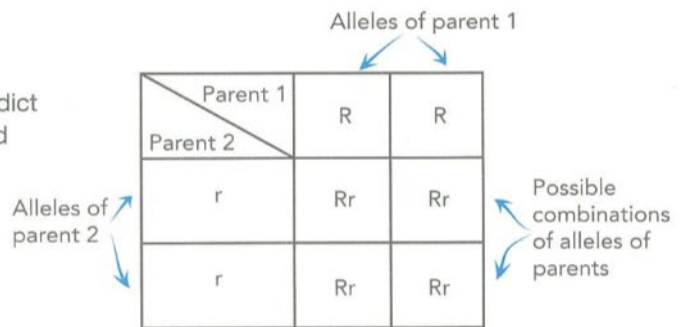 Alleles of parent 1
Parent 1
Parent 2
R
R
r
Rr
Rr
r
Rr
Rr
Alleles of
parent 2
Possible
combinations
of alleles of
parents